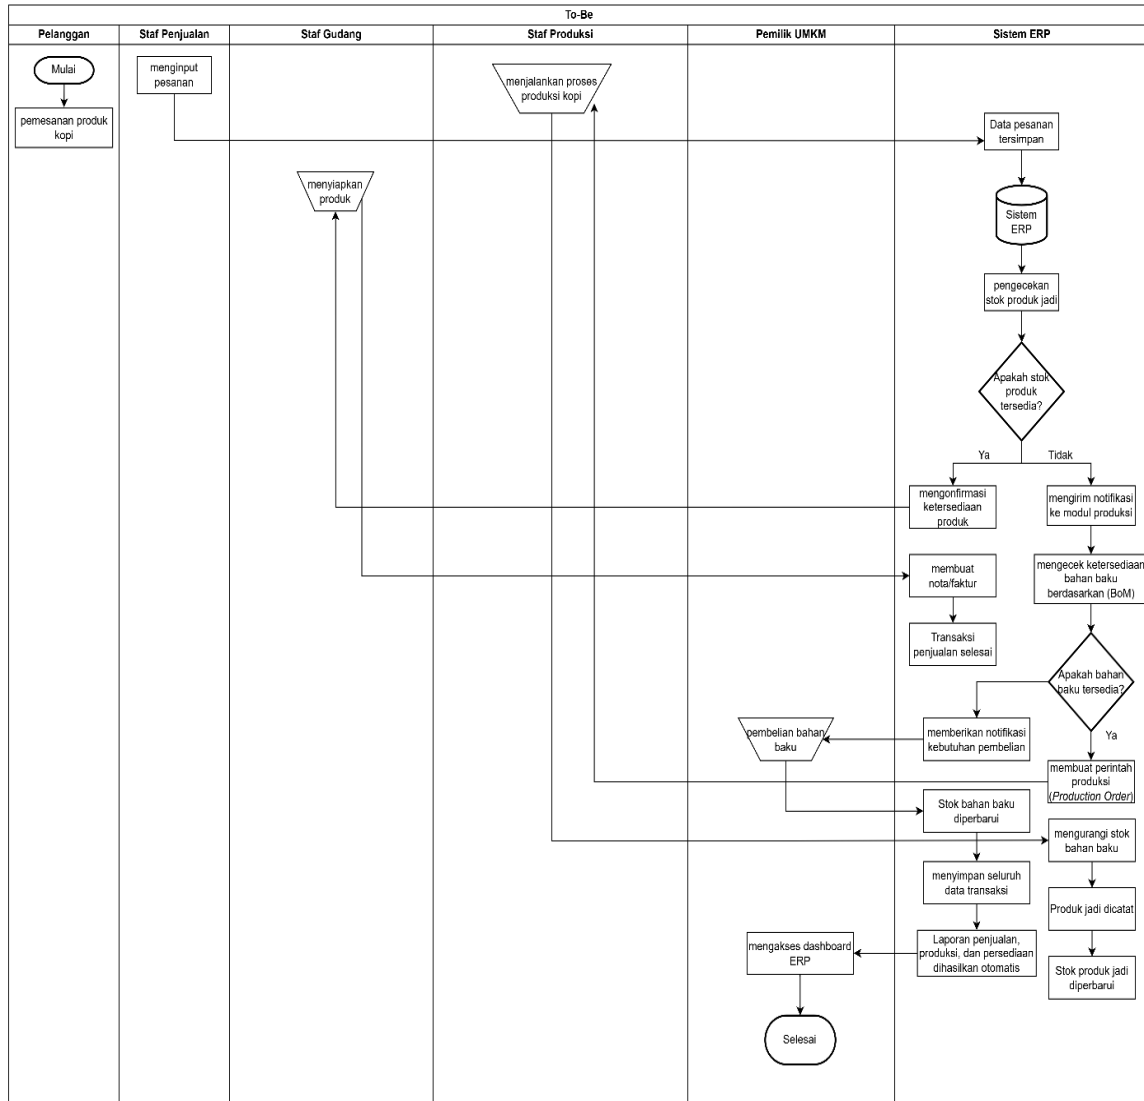 To-Be
Pelanggan
Staf Penjualan
Staf Gudang
Staf Produksi
Pemilik UMKM
Sistem ERP
Mulai
menginput
pesanan
menjalankan proses
produksi kopi
pemesanan produk
kopi
Data pesanan
tersimpan
menyiapkan
produk
Sistem
ERP
pengecekan
stok produk jadi
Apakah stok
produk
tersedia?
Ya
Tidak
mengonfirmasi
ketersediaan
produk
mengirim notifikasi
ke modul produksi
membuat
nota/faktur
mengecek ketersediaan
bahan baku
berdasarkan (BoM)
Transaksi
penjualan selesai
Apakah bahan
baku tersedia?
Ya
pembelian bahan
baku
memberikan notifikasi
kebutuhan pembelian
membuat perintah
produksi
(Production Order)
Stok bahan baku
diperbarui
mengurangi stok
bahan baku
menyimpan seluruh
data transaksi
Produk jadi dicatat
mengakses dashboard
ERP
Laporan penjualan,
produksi, dan persediaan
dihasilkan otomatis
Stok produk jadi
diperbarui
Selesai